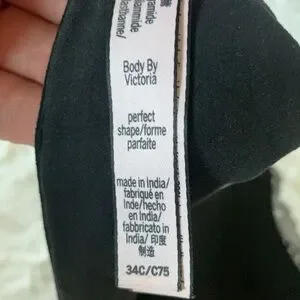 Body By
Victoria
perfect
shape/forme
parfaite
made in India/
fabriqué en
Inde/hecho
en India/
fabbricato in
India/ 印度
制造
34C/C75